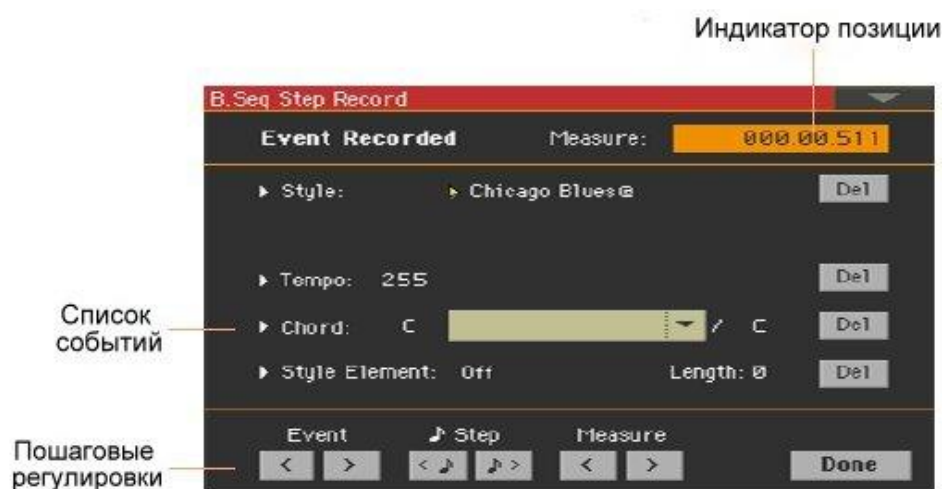 Индикатор позиции
B.Seq Step Record
Event Recorded Measure: 000.00.511
Style: Chicago Blues@ Del
Tempo: 255 Del
Список
событий
Chord: C / C Del
Style Element: Off Length: 0 Del
Пошаговые
регулировки
Event ♪ Step Measure
< > < ♪ ♪ > < > Done